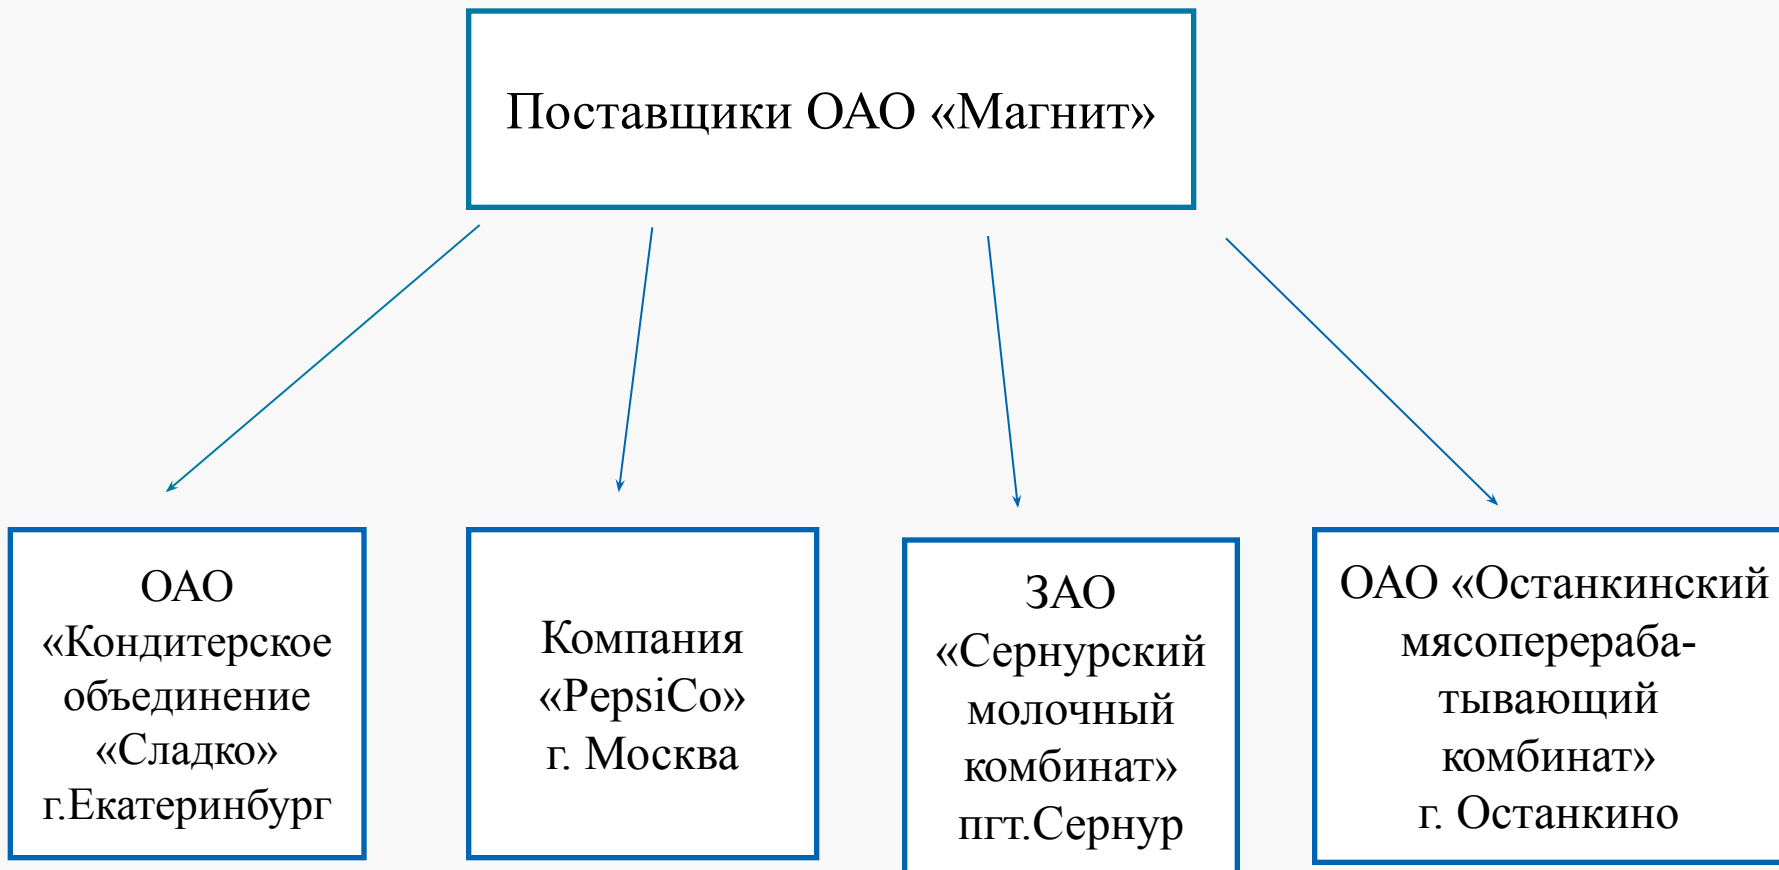 Поставщики ОАО «Магнит»
ОАО
«Кондитерское
объединение
«Сладко»
г.Екатеринбург
Компания
«PepsiCo»
г. Москва
ЗАО
«Сернурский
молочный
комбинат»
пгт.Сернур
ОАО «Останкинский
мясоперераба-
тывающий
комбинат»
г. Останкино